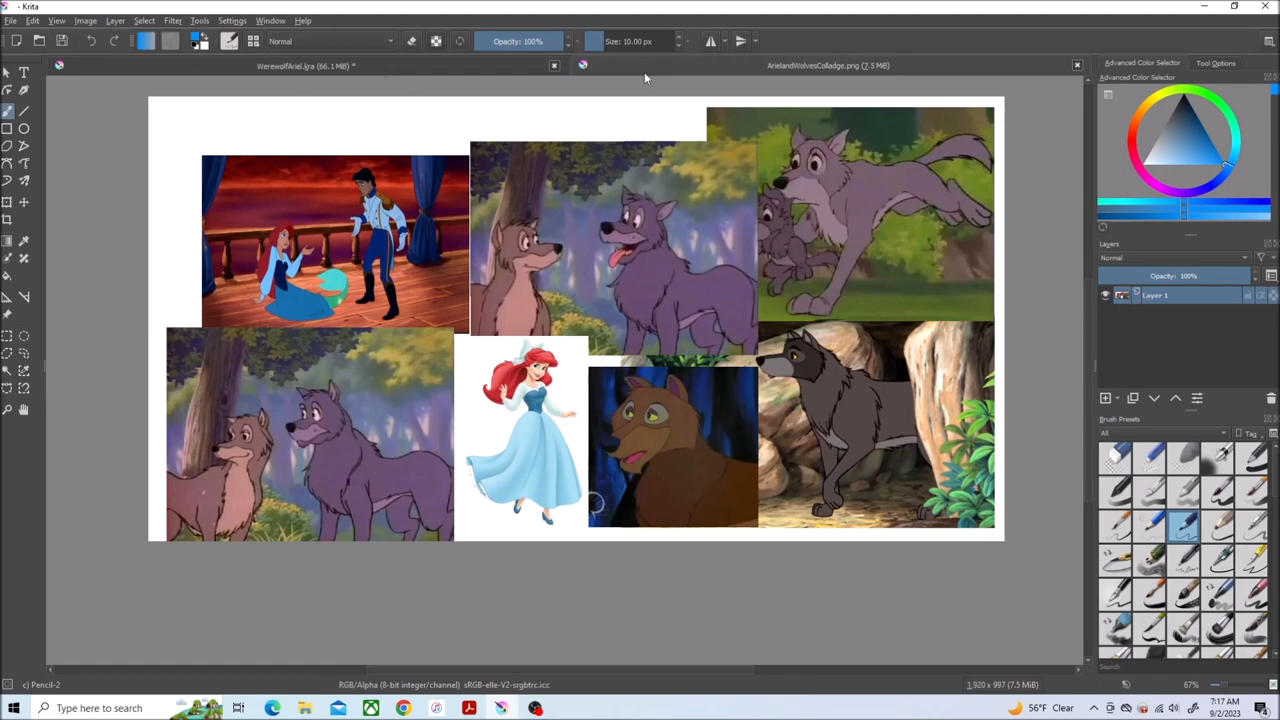 - Krita
File Edit View Image Layer Select Filter Tools Settings Window Help
Normal Opacity: 100% Size: 10.00 px
WerewolfAriel.kra (66.1 MiB) * ArielandWolvesColladge.png (7.5 MiB)
Advanced Color Selector Tool Options
Advanced Color Selector
Layers
Normal
Opacity: 100%
Layer 1
Brush Presets
All Tag
Search
c) Pencil-2 RGB/Alpha (8-bit integer/channel) sRGB-elle-V2-srgbtrc.icc 1,920 x 997 (7.5 MiB) 67%
Type here to search 56°F Clear 7:17 AM
9/2/2023 4